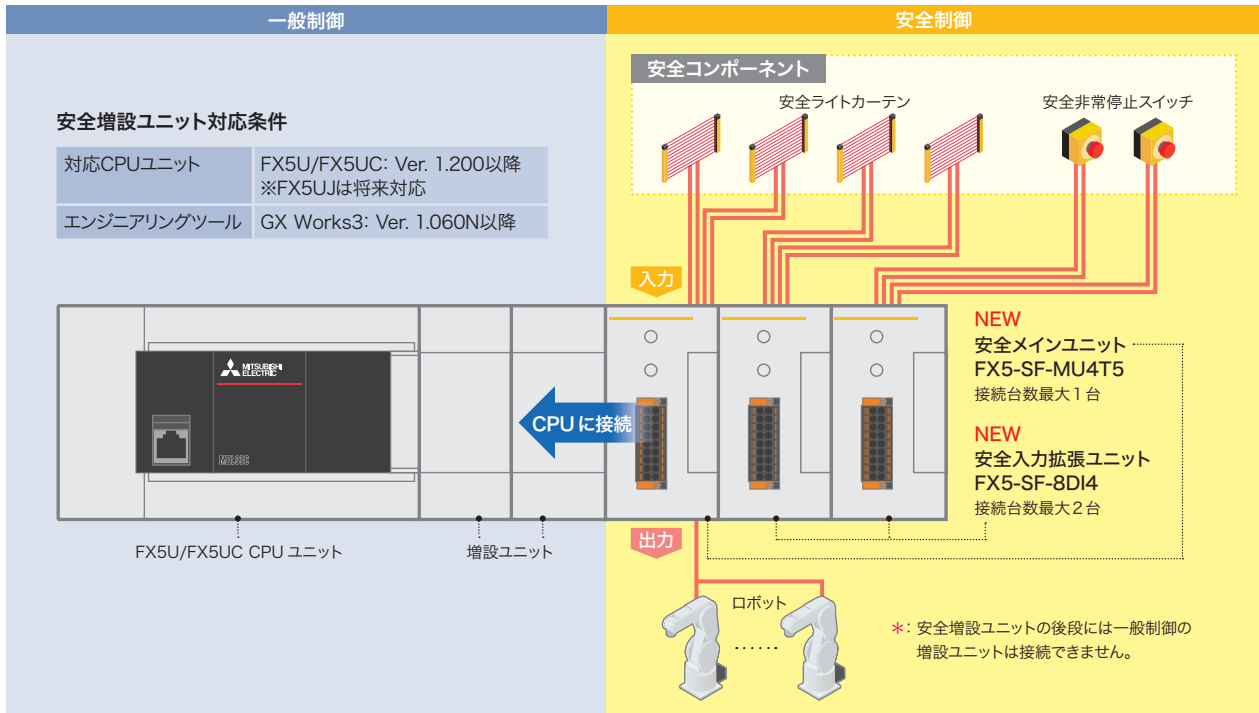 一般制御
安全制御
安全増設ユニット対応条件
対応CPUユニット
FX5U/FX5UC: Ver. 1.200以降
※FX5UJは将来対応
エンジニアリングツール
GX Works3: Ver. 1.060N以降
安全コンポーネント
安全ライトカーテン
安全非常停止スイッチ
入力
MITSUBISHI
ELECTRIC
MELSEC
CPUに接続
NEW
安全メインユニット
FX5-SF-MU4T5
接続台数最大1台
NEW
安全入力拡張ユニット
FX5-SF-8DI4
接続台数最大2台
FX5U/FX5UC CPU ユニット
増設ユニット
出力
ロボット
*: 安全増設ユニットの後段には一般制御の
増設ユニットは接続できません。